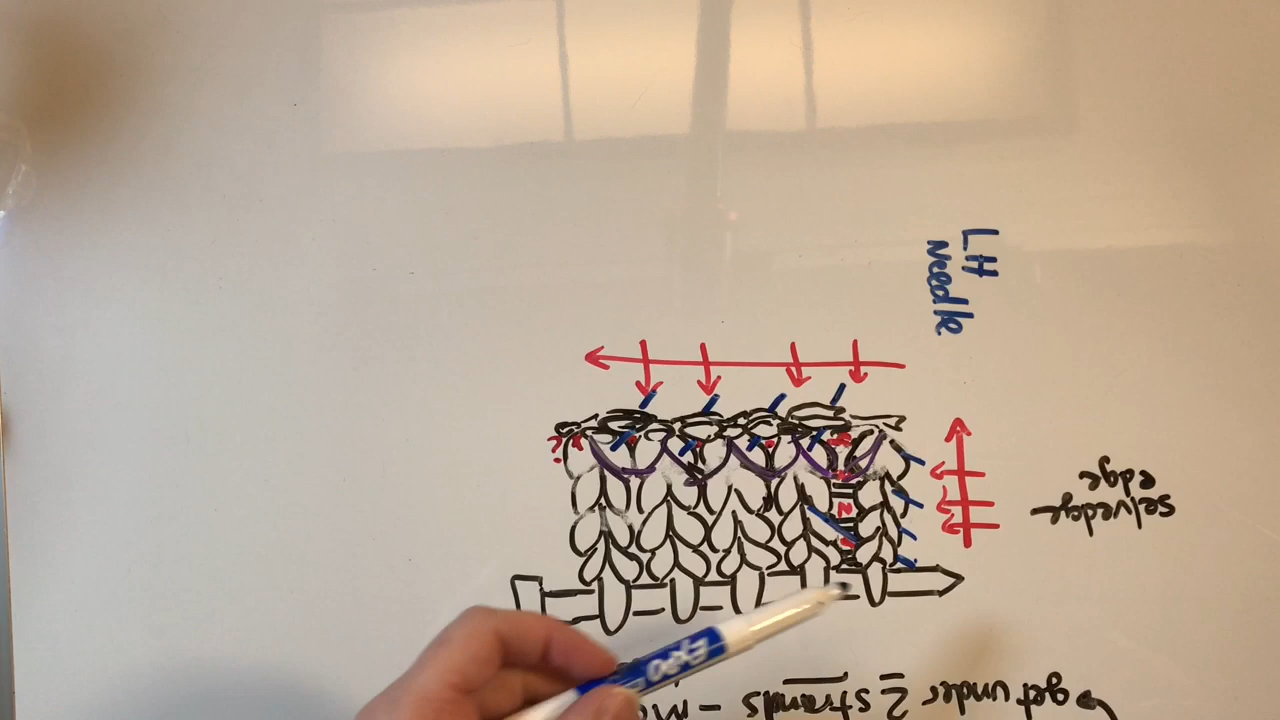 LH
Needle
selvedge
edge
→ get under 2 strands -
Expo